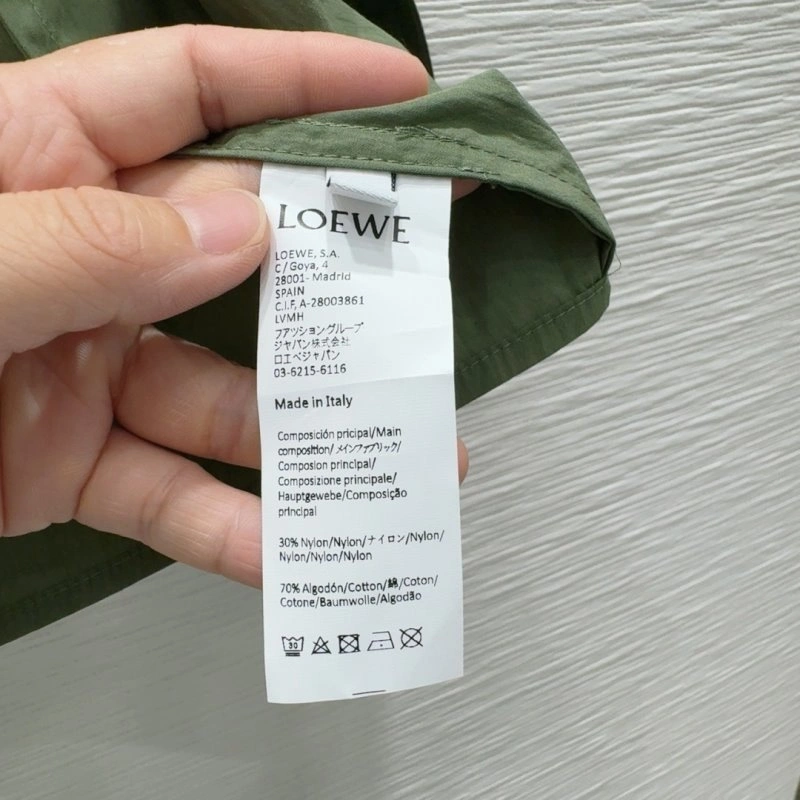 LOEWE
LOEWE, S.A.
C/Goya, 4
28001- Madrid
SPAIN
C.I.F, A-28003861
LVMH
ファツショングループ
ジャパン株式会社
ロエベジャパン
03-6215-6116
Made in Italy
Composición pricipal/Main
composition/メインファブリック/
Composion principal/
Composizione principale/
Hauptgewebe/Composição
principal
30% Nylon/Nylon/ナイロン/Nylon/
Nylon/Nylon/Nylon
70% Algodón/Cotton/綿/Coton/
Cotone/Baumwolle/Algodão
30